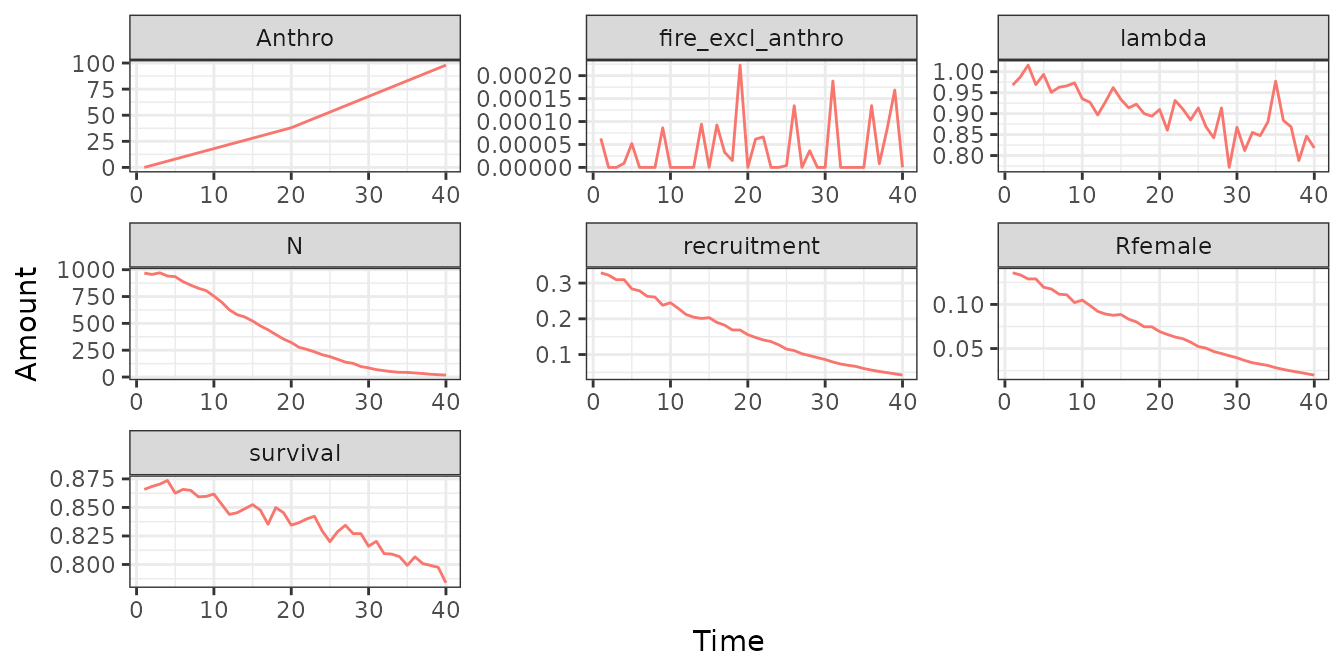 Anthro fire_excl_anthro lambda
100
75
50
25
0
0 10 20 30 40
0.00020
0.00015
0.00010
0.00005
0.00000
0 10 20 30 40
1.00
0.95
0.90
0.85
0.80
0 10 20 30 40
N recruitment Rfemale
1000
750
500
250
0
0 10 20 30 40
0.3
0.2
0.1
0 10 20 30 40
0.10
0.05
0 10 20 30 40
Amount
survival
0.875
0.850
0.825
0.800
0 10 20 30 40
Time